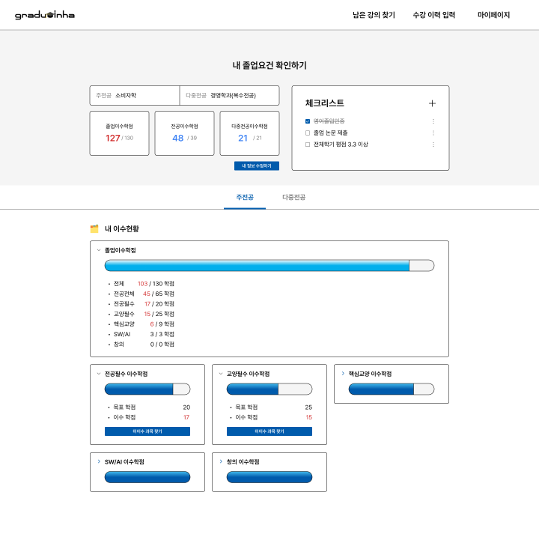 graduinha
남은 강의 찾기 수강 이력 입력 마이페이지
내 졸업요건 확인하기
주전공 소비자학 다중전공 경영학과(복수전공)
졸업이수학점 전공이수학점 다중전공이수학점
127 / 130 48 / 39 21 / 21
내 정보 수정하기
체크리스트 +
영어졸업인증
졸업 논문 제출
전체학기 평점 3.3 이상
주전공 다중전공
내 이수현황
졸업이수학점
전체 103 / 130 학점
전공전체 45 / 65 학점
전공필수 17 / 20 학점
교양필수 15 / 25 학점
핵심교양 6 / 9 학점
SW/AI 3 / 3 학점
창의 0 / 0 학점
전공필수 이수학점
목표 학점 20
이수 학점 17
미이수 과목 찾기
교양필수 이수학점
목표 학점 25
이수 학점 15
미이수 과목 찾기
핵심교양 이수학점
SW/AI 이수학점
창의 이수학점